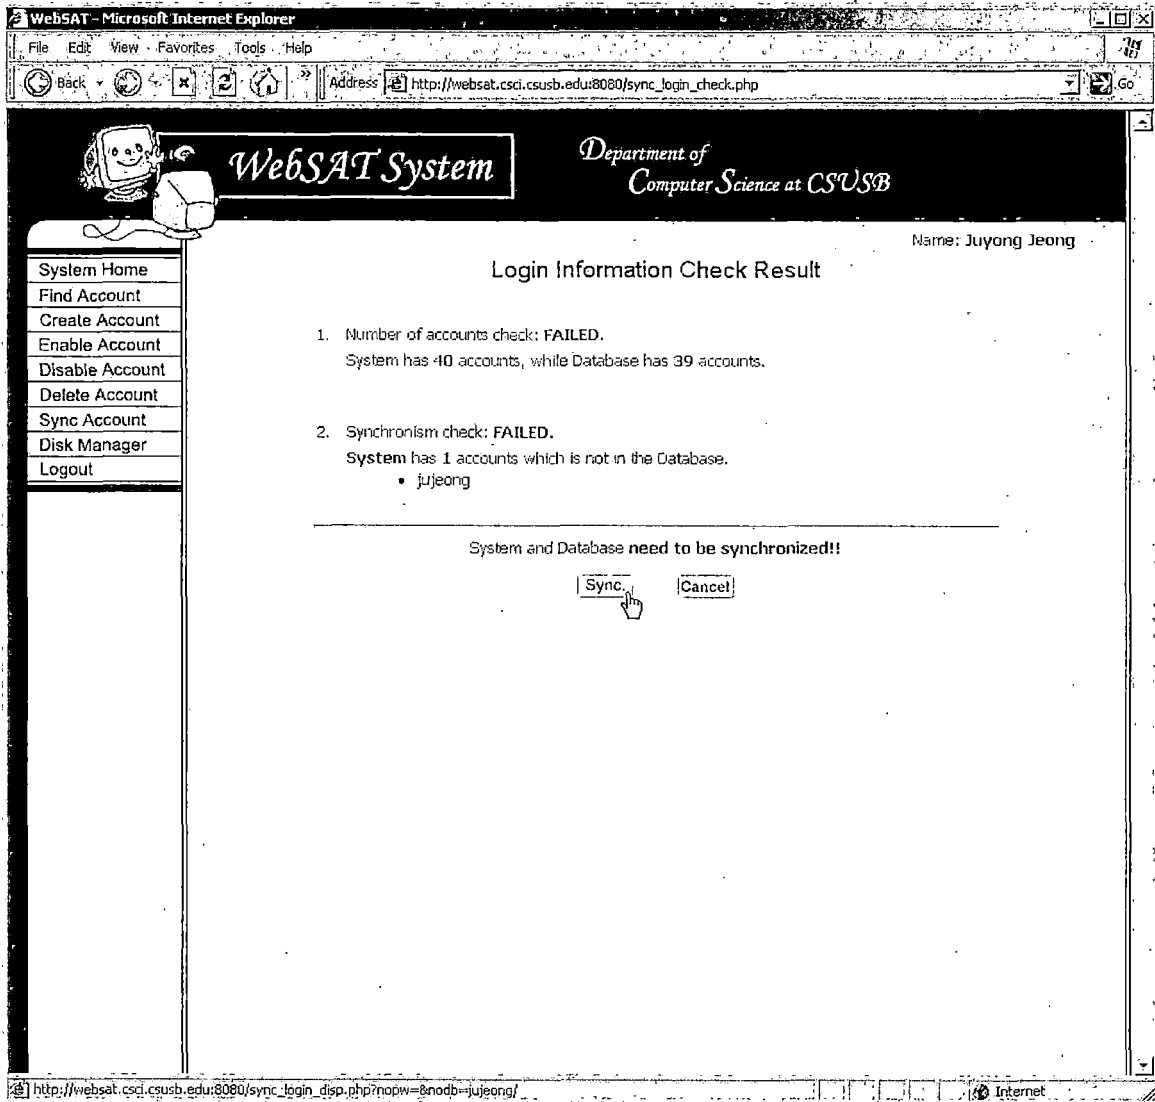 WebSAT - Microsoft Internet Explorer
File Edit View Favorites Tools Help
Back » Address http://websat.csci.csusb.edu:8080/sync_login_check.php Go
WebSAT System
Department of
Computer Science at CSUSB
Name: Juyong Jeong
System Home
Find Account
Create Account
Enable Account
Disable Account
Delete Account
Sync Account
Disk Manager
Logout
Login Information Check Result
1. Number of accounts check: FAILED.
System has 40 accounts, while Database has 39 accounts.
2. Synchronism check: FAILED.
System has 1 accounts which is not in the Database.
• jujeong
System and Database need to be synchronized!!
Sync. Cancel
http://websat.csci.csusb.edu:8080/sync_login_disp.php?nopw=&nodb=jujeong/ Internet